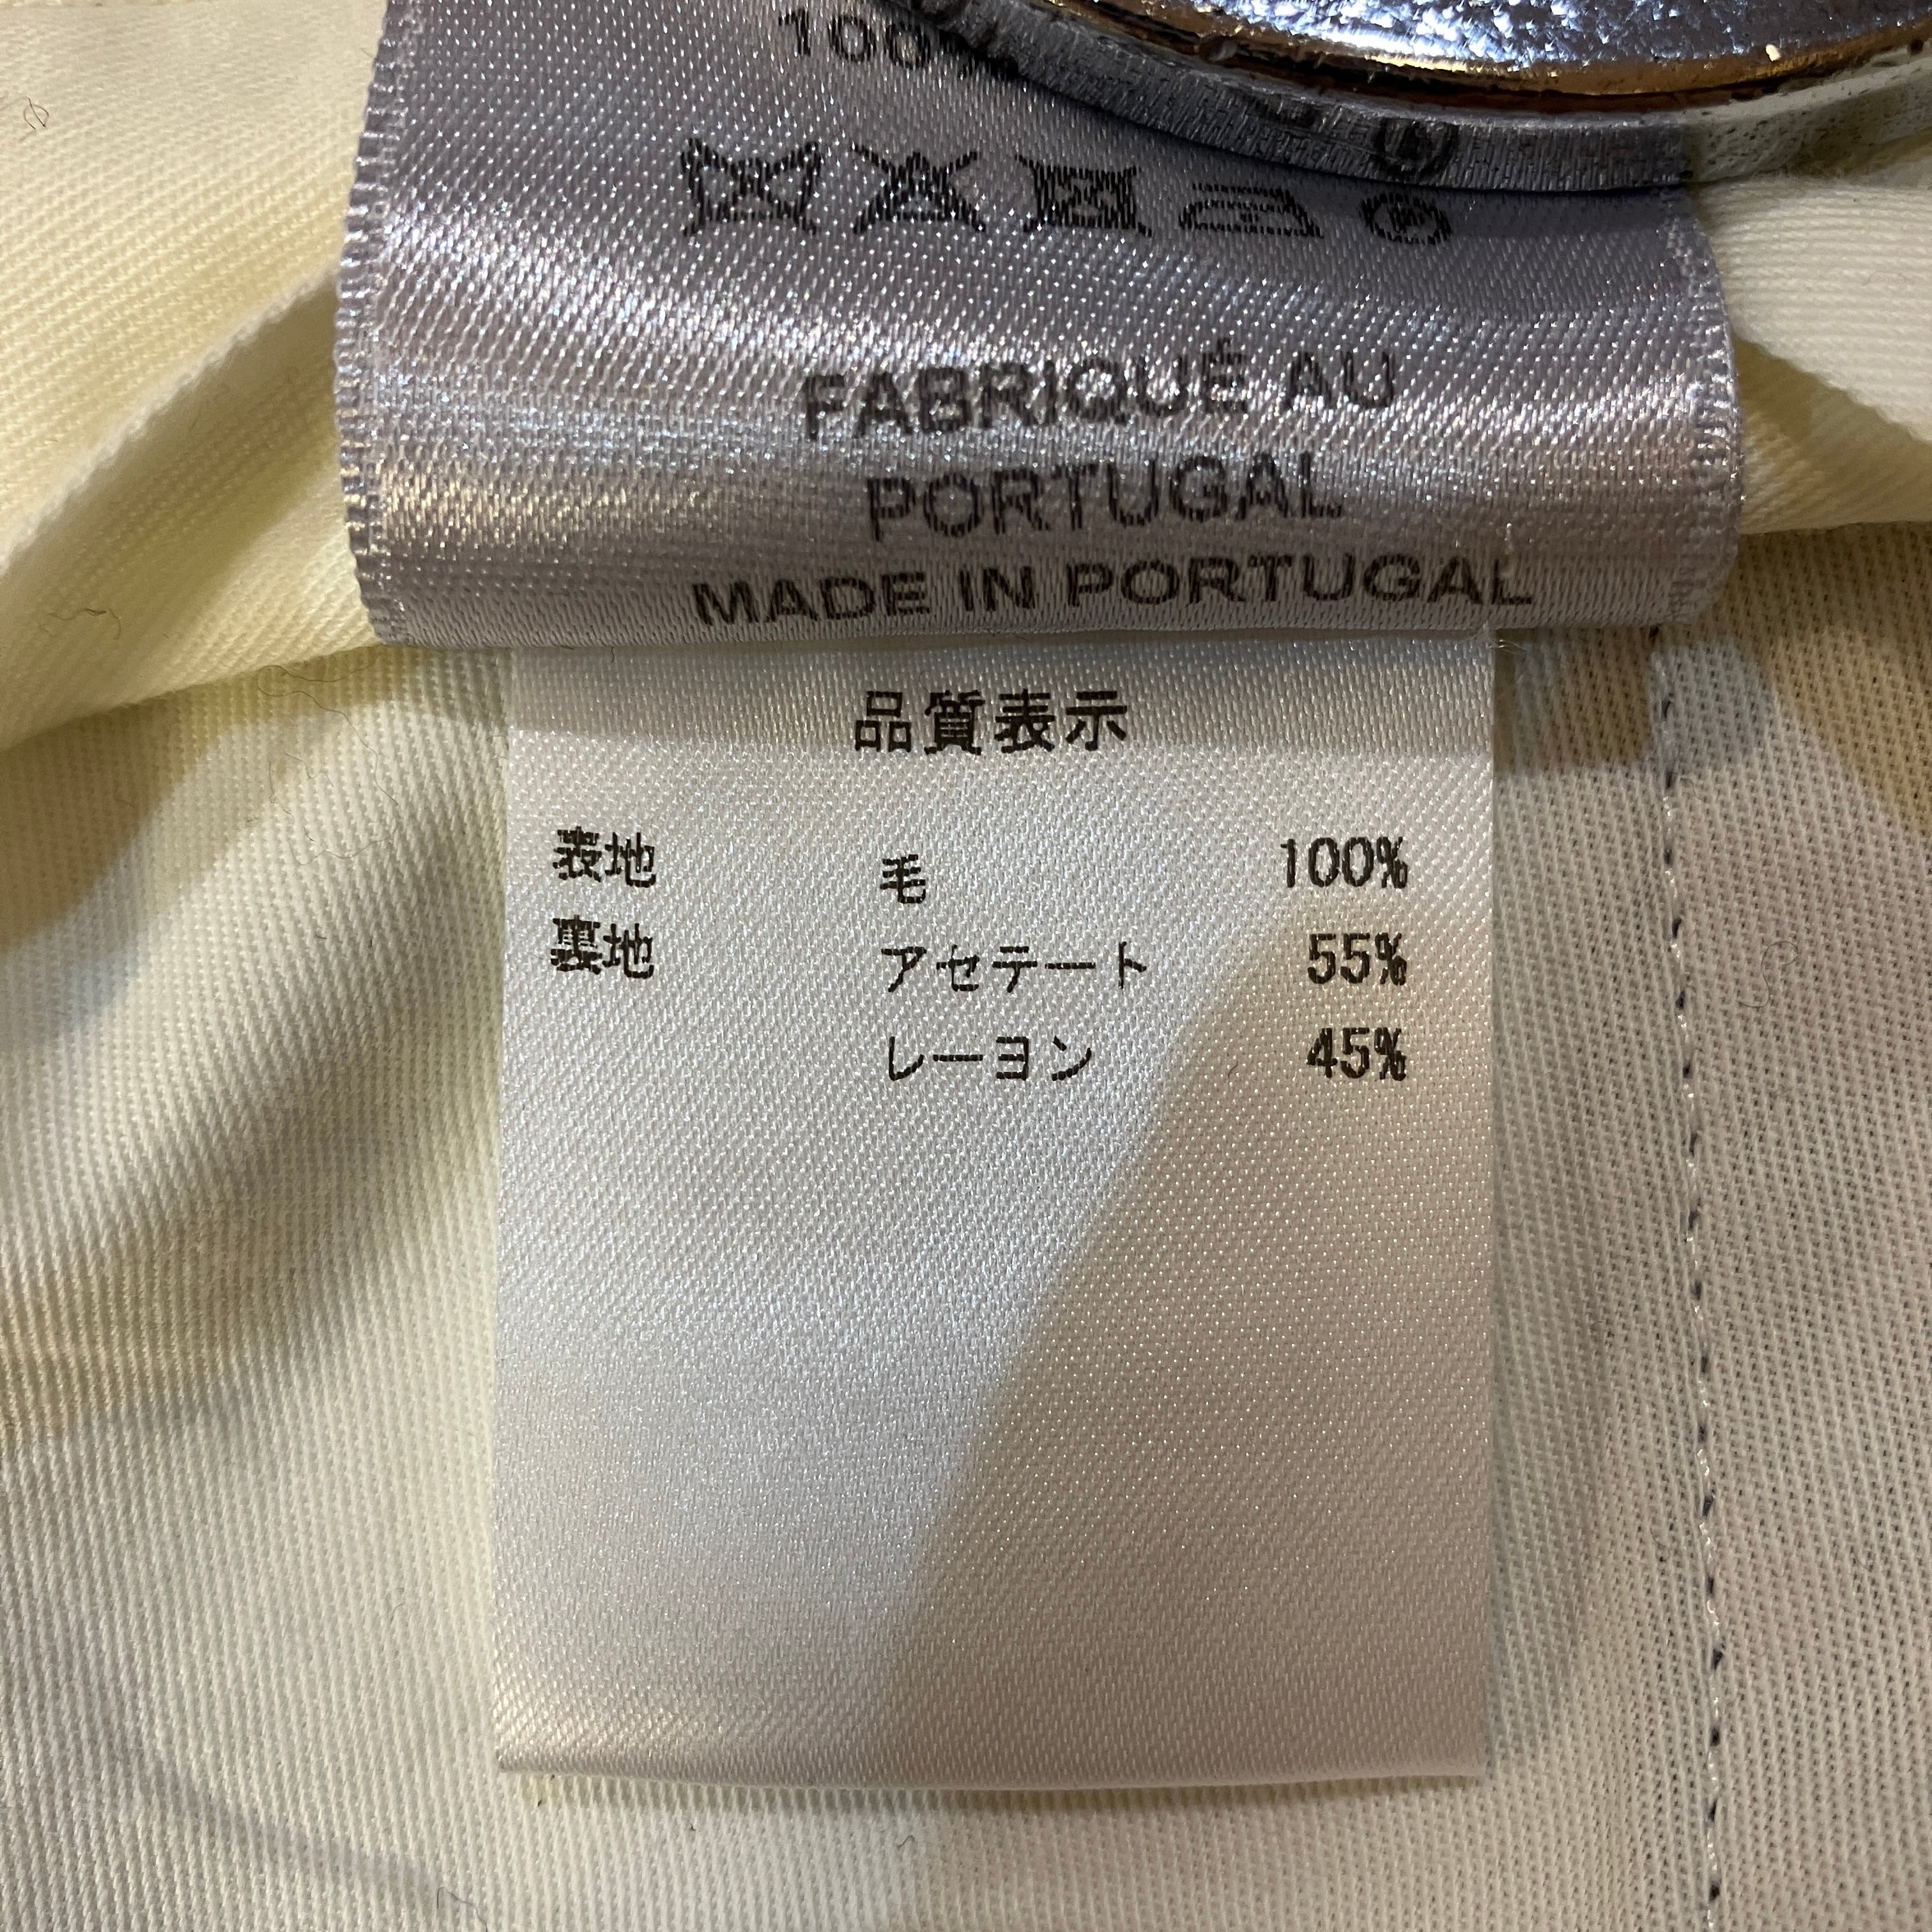 100%
FABRIQUÉ AU
PORTUGAL
MADE IN PORTUGAL
品質表示
表地 毛 100%
裏地 アセテート 55%
レーヨン 45%